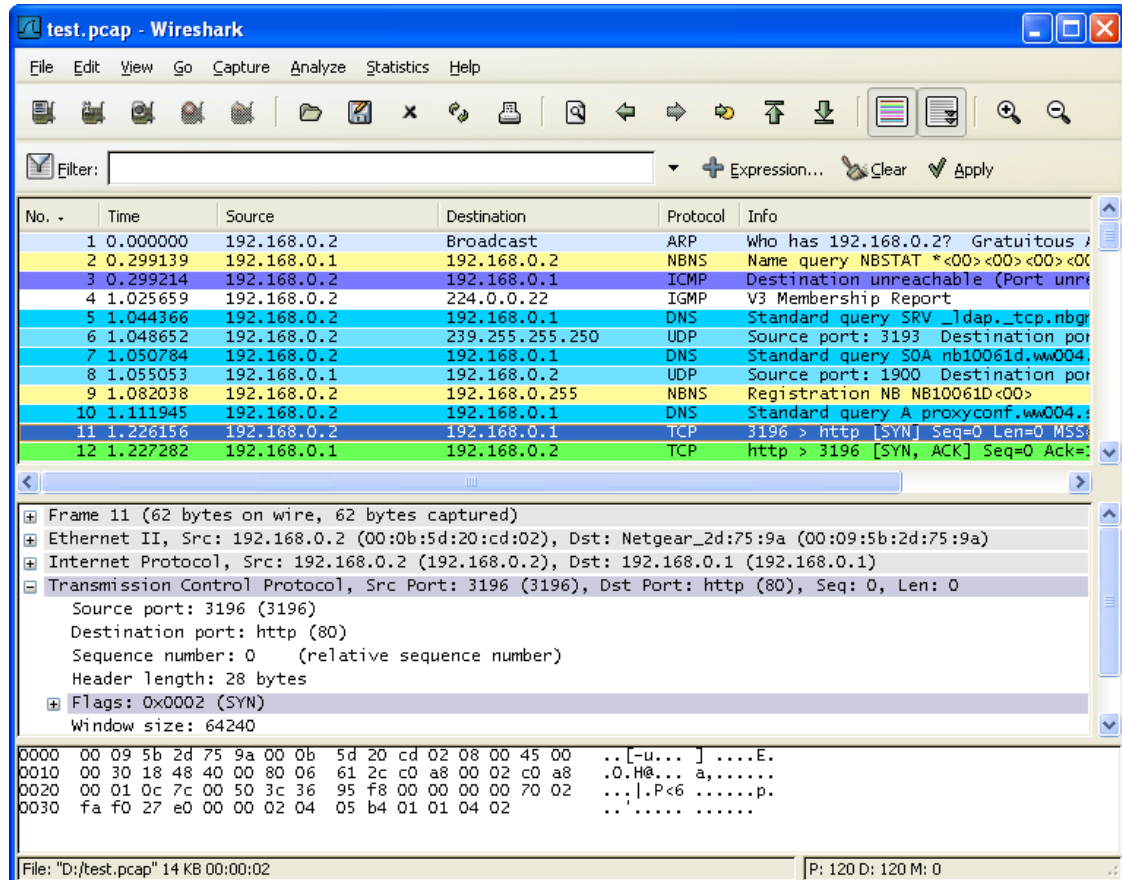 test.pcap - Wireshark
File Edit View Go Capture Analyze Statistics Help
Filter: Expression... Clear Apply
No. Time Source Destination Protocol Info
1 0.000000 192.168.0.2 Broadcast ARP Who has 192.168.0.2? Gratuitous
2 0.299139 192.168.0.1 192.168.0.2 NBNS Name query NBSTAT *<00><00><00><00
3 0.299214 192.168.0.2 192.168.0.1 ICMP Destination unreachable (Port unre
4 1.025659 192.168.0.2 224.0.0.22 IGMP V3 Membership Report
5 1.044366 192.168.0.2 192.168.0.1 DNS Standard query SRV _ldap._tcp.nbgm
6 1.048652 192.168.0.2 239.255.255.250 UDP Source port: 3193 Destination por
7 1.050784 192.168.0.2 192.168.0.1 DNS Standard query SOA nb10061d.ww004.
8 1.055053 192.168.0.1 192.168.0.2 UDP Source port: 1900 Destination por
9 1.082038 192.168.0.2 192.168.0.255 NBNS Registration NB NB10061D<00>
10 1.111945 192.168.0.2 192.168.0.1 DNS Standard query A proxyconf.ww004.s
11 1.226156 192.168.0.2 192.168.0.1 TCP 3196 > http [SYN] Seq=0 Len=0 MSS
12 1.227282 192.168.0.1 192.168.0.2 TCP http > 3196 [SYN, ACK] Seq=0 Ack=1
Frame 11 (62 bytes on wire, 62 bytes captured)
Ethernet II, Src: 192.168.0.2 (00:0b:5d:20:cd:02), Dst: Netgear_2d:75:9a (00:09:5b:2d:75:9a)
Internet Protocol, Src: 192.168.0.2 (192.168.0.2), Dst: 192.168.0.1 (192.168.0.1)
Transmission Control Protocol, Src Port: 3196 (3196), Dst Port: http (80), Seq: 0, Len: 0
Source port: 3196 (3196)
Destination port: http (80)
Sequence number: 0 (relative sequence number)
Header length: 28 bytes
Flags: 0x0002 (SYN)
Window size: 64240
0000 00 09 5b 2d 75 9a 00 0b 5d 20 cd 02 08 00 45 00 ..[-u... ] ....E.
0010 00 30 18 48 40 00 80 06 61 2c c0 a8 00 02 c0 a8 .0.H@... a,......
0020 00 01 0c 7c 00 50 3c 36 95 f8 00 00 00 00 70 02 ...|.P<6 ......p.
0030 fa f0 27 e0 00 00 02 04 05 b4 01 01 04 02 ..'..... ......
File: "D:/test.pcap" 14 KB 00:00:02 P: 120 D: 120 M: 0